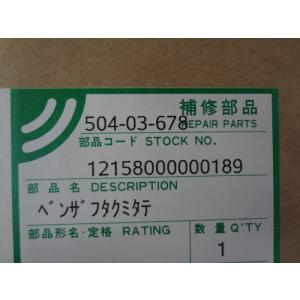 補修部品
504-03-678 REPAIR PARTS
部品コード STOCK NO.
12158000000189
部品名 DESCRIPTION
ﾍﾞﾝｻﾞﾌﾀｸﾐﾀﾃ
部品形名・定格 RATING 数量 Q'TY
1